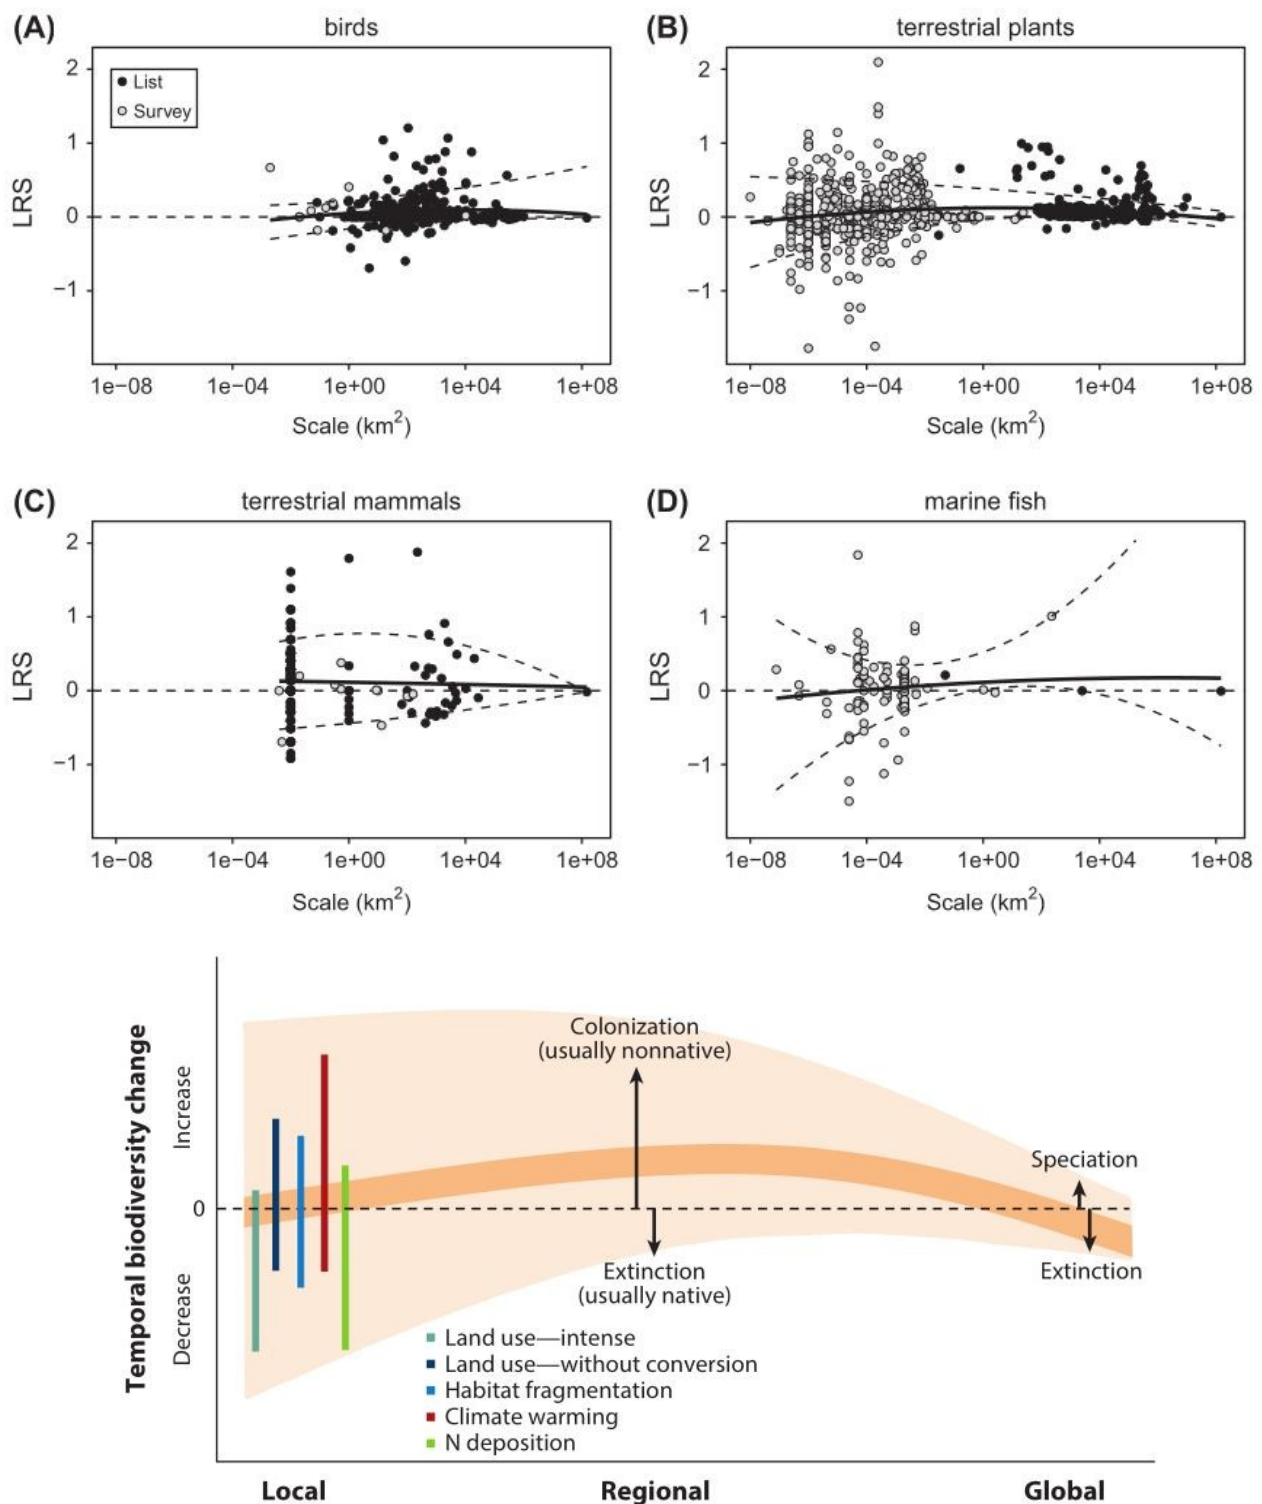 (A)
birds
2
1
0
−1
LRS
List
Survey
1e−08 1e−04 1e+00 1e+04 1e+08
Scale (km²)
(B)
terrestrial plants
2
1
0
−1
LRS
1e−08 1e−04 1e+00 1e+04 1e+08
Scale (km²)
(C)
terrestrial mammals
2
1
0
−1
LRS
1e−08 1e−04 1e+00 1e+04 1e+08
Scale (km²)
(D)
marine fish
2
1
0
−1
LRS
1e−08 1e−04 1e+00 1e+04 1e+08
Scale (km²)
Temporal biodiversity change
Increase
0
Decrease
Colonization
(usually nonnative)
Extinction
(usually native)
Speciation
Extinction
Land use—intense
Land use—without conversion
Habitat fragmentation
Climate warming
N deposition
Local Regional Global